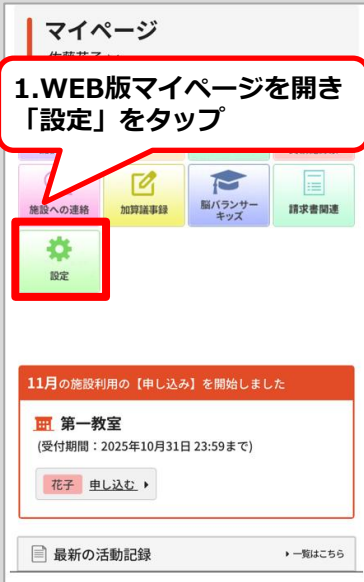 マイページ
1.WEB版マイページを開き
「設定」をタップ
施設への連絡
加算議事録
脳バランサー
キッズ
請求書関連
設定
11月の施設利用の【申し込み】を開始しました
第一教室
(受付期間：2025年10月31日 23:59まで)
花子 申し込む
最新の活動記録
一覧はこちら